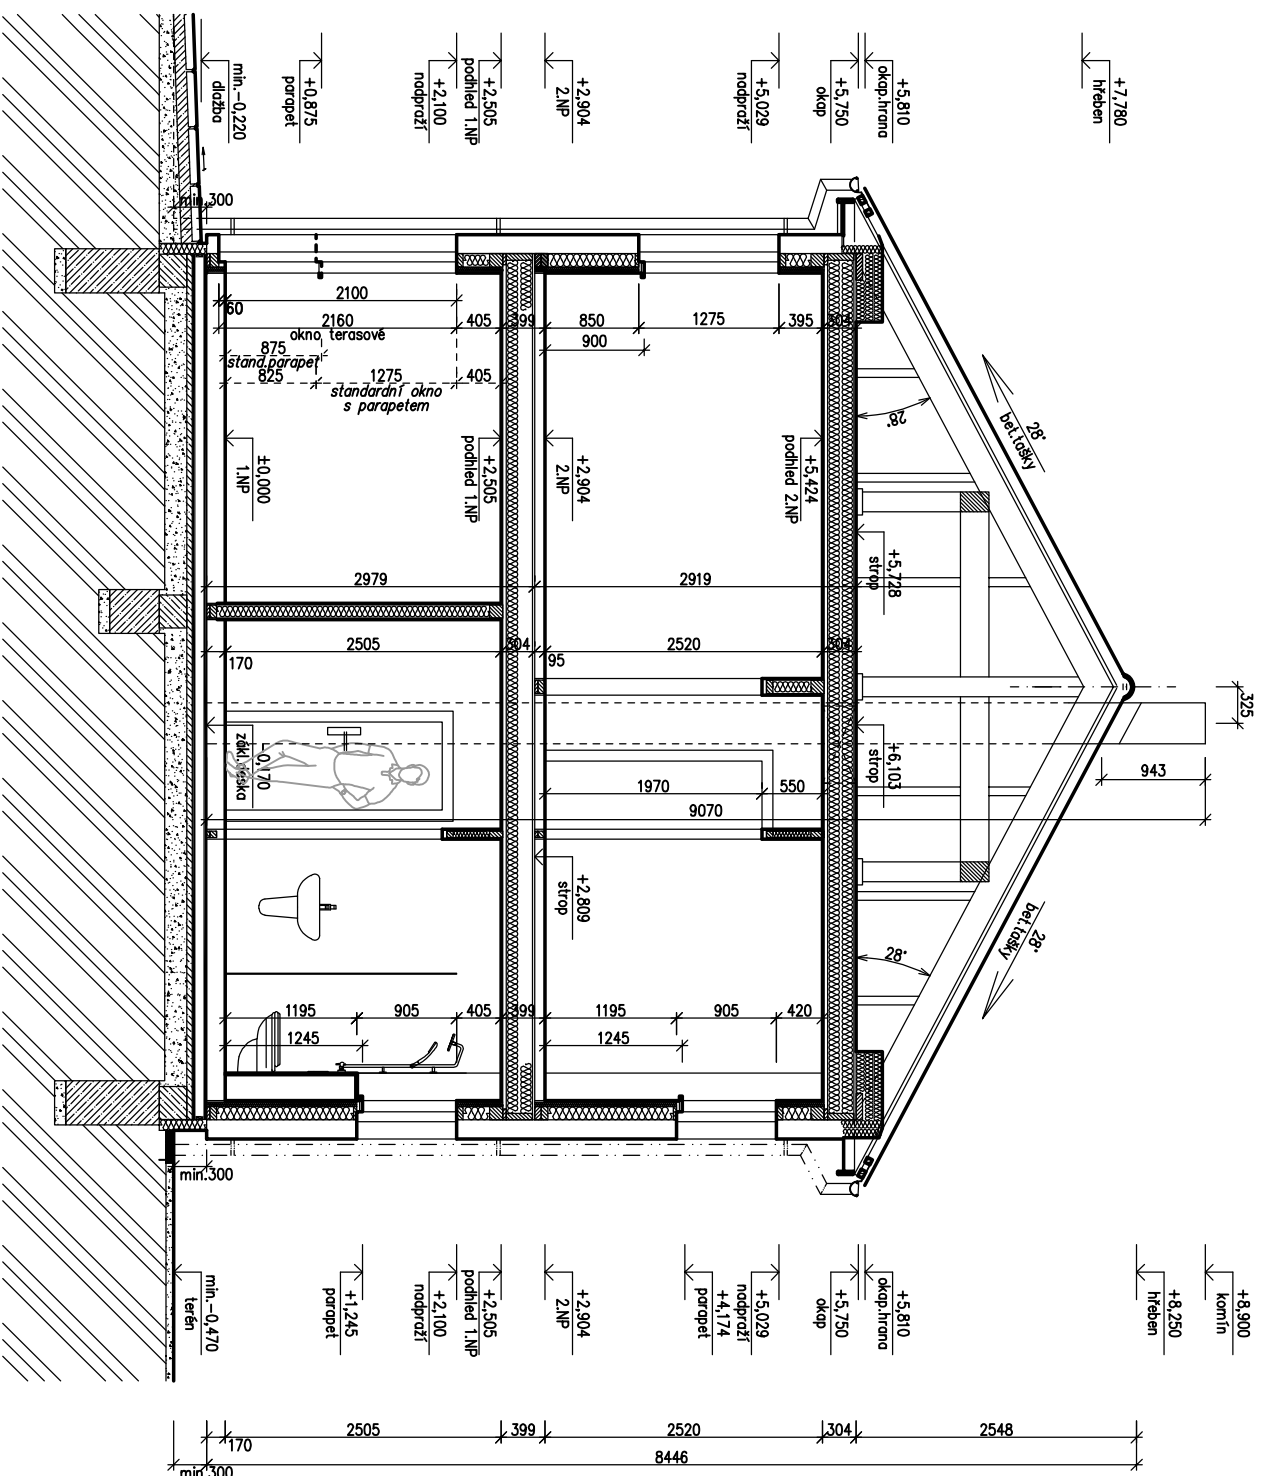 min.-0,220
dlažba
+0,875
parapet
+2,100
nadpraží
+2,505
podhled 1.NP
+2,904
2.NP
+5,029
nadpraží
+5,750
okap
+5,810
okap.hrana
+7,780
hřeben
min.300
2100
60
2160
405
399
850
1275
395
304
okno terasové
900
875
stand.parapet
825
1275
405
standardní okno
s parapetem
28°
28°
bet.tašky
±0,000
1.NP
+2,505
podhled 1.NP
+2,904
2.NP
+5,424
podhled 2.NP
+5,728
strop
2979
2919
2505
304
2520
304
170
95
325
-0,170
zákl.deska
+6,103
strop
943
1970
550
9070
+2,809
strop
28°
28°
bet.tašky
1195
905
405
399
1195
905
420
1245
1245
min.300
min.-0,470
terén
+1,245
parapet
+2,100
nadpraží
+2,505
podhled 1.NP
+2,904
2.NP
+4,174
parapet
+5,029
nadpraží
+5,750
okap
+5,810
okap.hrana
+8,250
hřeben
+8,900
komín
2505
399
2520
304
2548
170
8446
min.300